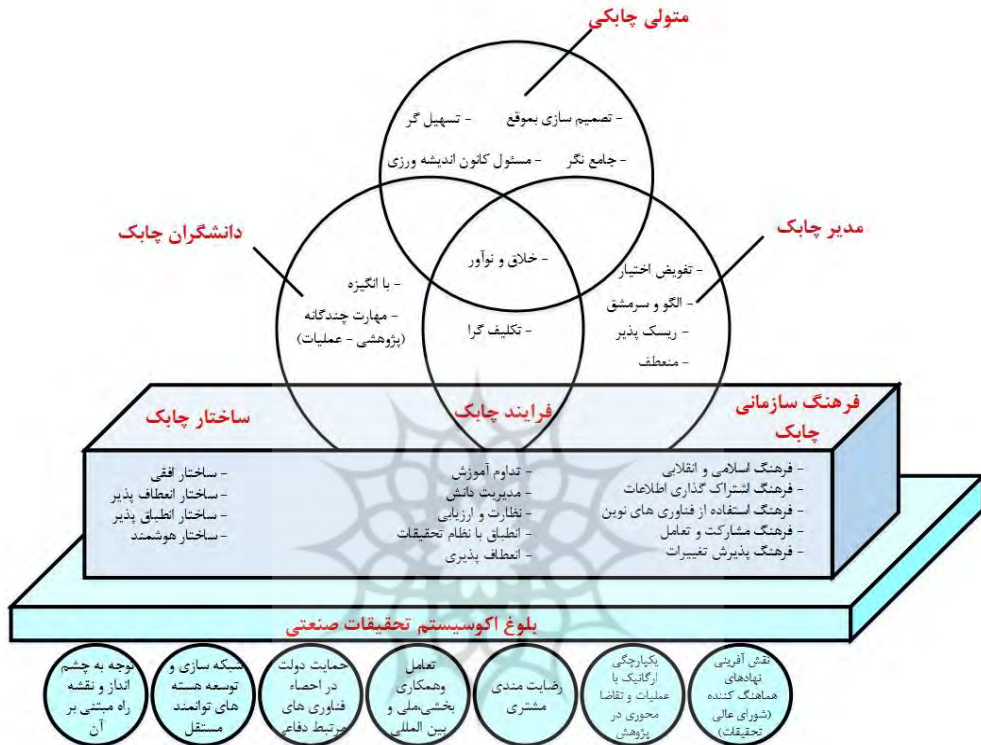 متولی چابکی
- تصمیم سازی بموقع
- تسهیل گر
- جامع نگر
- مسئول کانون اندیشه ورزی
مدیر چابک
- تفویض اختیار
- الگو و سرمشق
- ریسک پذیر
- منعطف
دانشگران چابک
- با انگیزه
- مهارت چندگانه
(پژوهشی - عملیات)
- خلاق و نوآور
- تکلیف گرا
فرهنگ سازمانی
چابک
- فرهنگ اسلامی و انقلابی
- فرهنگ اشتراک گذاری اطلاعات
- فرهنگ استفاده از فناوری های نوین
- فرهنگ مشارکت و تعامل
- فرهنگ پذیرش تغییرات
فرایند چابک
- تداوم آموزش
- مدیریت دانش
- نظارت و ارزیابی
- انطباق با نظام تحقیقات
- انعطاف پذیری
ساختار چابک
- ساختار افقی
- ساختار انعطاف پذیر
- ساختار انطباق پذیر
- ساختار هوشمند
بلوغ اکوسیستم تحقیقات صنعتی
نقش آفرینی
نهادهای
هماهنگ کننده
(شورای عالی
تحقیقات)
یکپارچگی
ارگانیک با
عملیات و تقاضا
محوری در
پژوهش
رضایت مندی
مشتری
تعامل
وهمکاری
بخشی،ملی و
بین المللی
حمایت دولت
در احصاء
فناوری های
مرتبط دفاعی
شبکه سازی و
توسعه هسته
های توانمند
مستقل
توجه به چشم
انداز و نقشه
راه مبتنی بر
آن